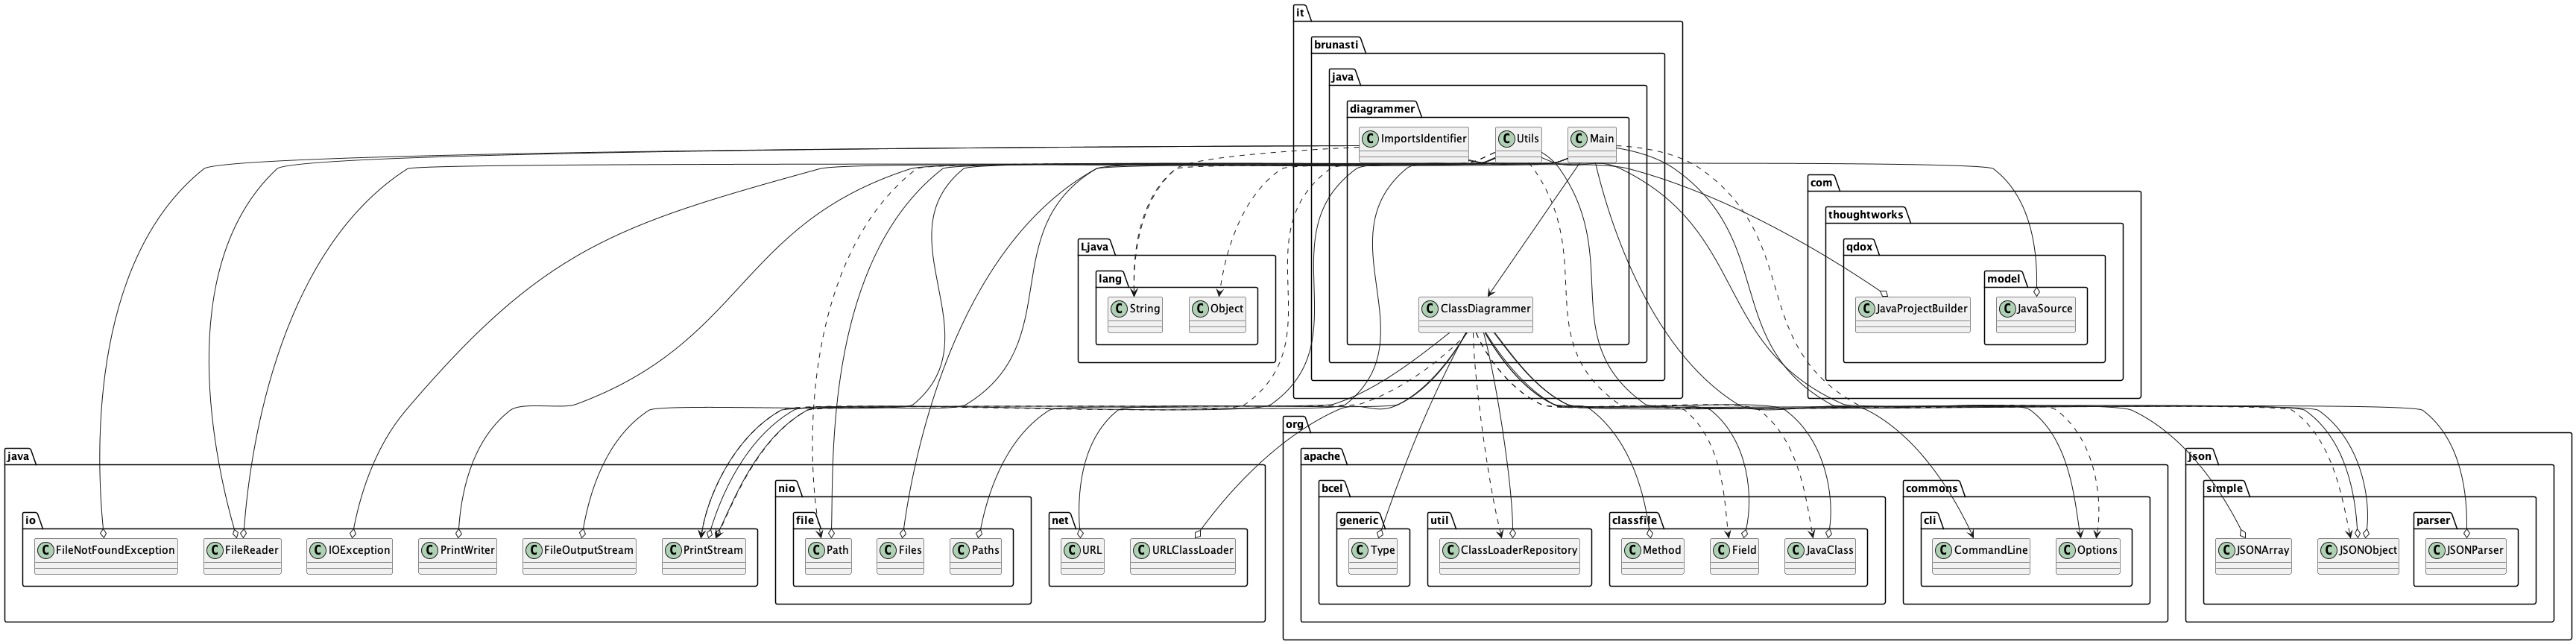 it
brunasti
java
diagrammer
C ImportsIdentifier
C Utils
C Main
com
thoughtworks
Ljava
qdox
lang
model
C String
C Object
C ClassDiagrammer
C JavaProjectBuilder
C JavaSource
org
java
apache
json
nio
bcel
commons
simple
io
file
net
generic
util
classfile
cli
parser
C FileNotFoundException
C FileReader
C IOException
C PrintWriter
C FileOutputStream
C PrintStream
C Path
C Files
C Paths
C URL
C URLClassLoader
C Type
C ClassLoaderRepository
C Method
C Field
C JavaClass
C CommandLine
C Options
C JSONArray
C JSONObject
C JSONParser